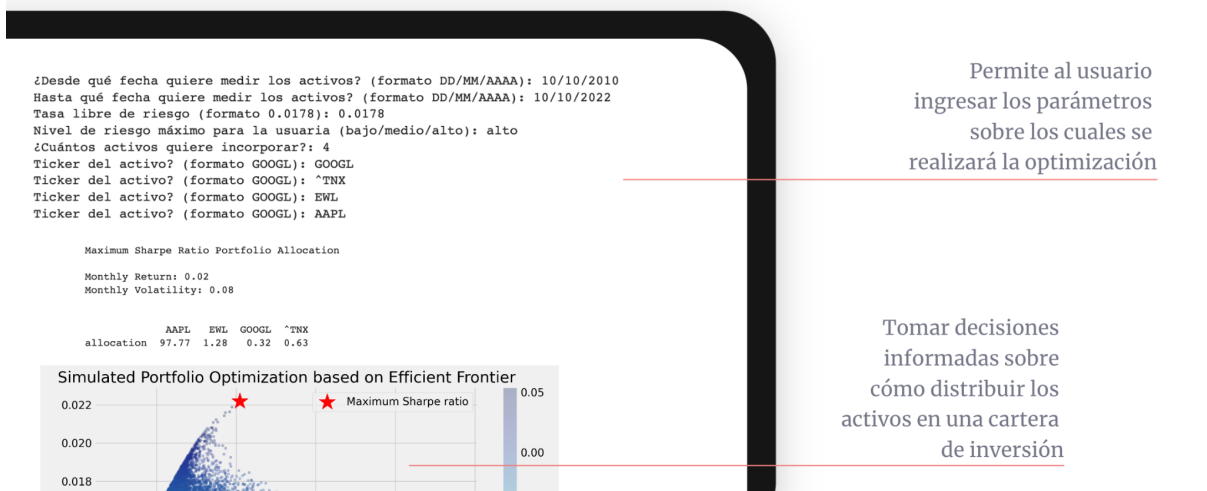 ¿Desde qué fecha quiere medir los activos? (formato DD/MM/AAAA): 10/10/2010
Hasta qué fecha quiere medir los activos? (formato DD/MM/AAAA): 10/10/2022
Tasa libre de riesgo (formato 0.0178): 0.0178
Nivel de riesgo máximo para la usuaria (bajo/medio/alto): alto
¿Cuántos activos quiere incorporar?: 4
Ticker del activo? (formato GOOGL): GOOGL
Ticker del activo? (formato GOOGL): ^TNX
Ticker del activo? (formato GOOGL): EWL
Ticker del activo? (formato GOOGL): AAPL
Maximum Sharpe Ratio Portfolio Allocation
Monthly Return: 0.02
Monthly Volatility: 0.08
AAPL EWL GOOGL ^TNX
allocation 97.77 1.28 0.32 0.63
Simulated Portfolio Optimization based on Efficient Frontier
Maximum Sharpe ratio
0.022
0.020
0.018
0.05
0.00
Permite al usuario
ingresar los parámetros
sobre los cuales se
realizará la optimización
Tomar decisiones
informadas sobre
cómo distribuir los
activos en una cartera
de inversión